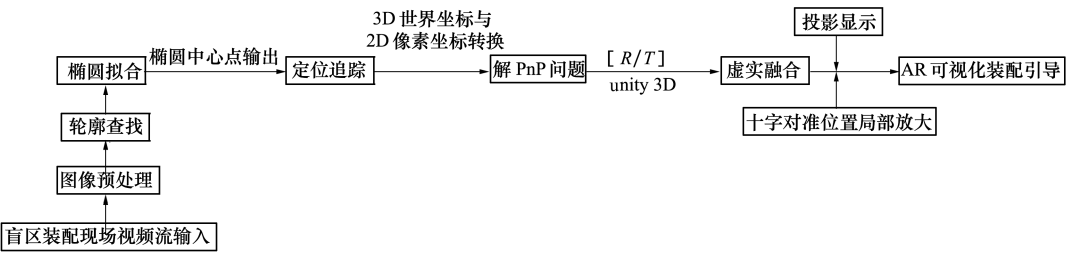 投影显示
3D 世界坐标与
2D 像素坐标转换
椭圆中心点输出
[ R/T ]
椭圆拟合
定位追踪
解 PnP 问题
虚实融合
AR 可视化装配引导
unity 3D
轮廓查找
十字对准位置局部放大
图像预处理
盲区装配现场视频流输入